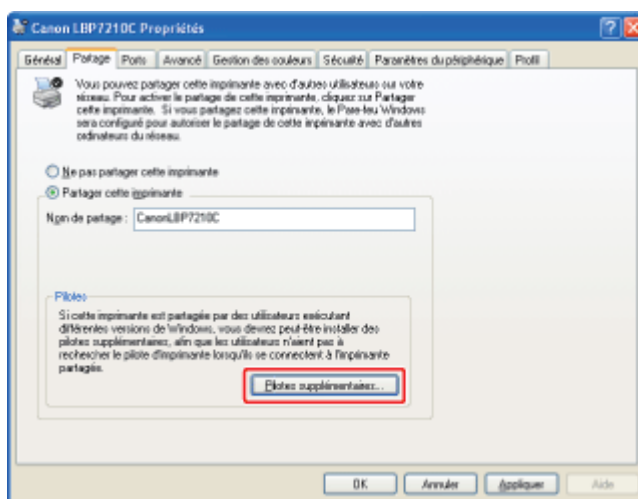 Canon LBP7210C Propriétés
Général Partage Ports Avancé Gestion des couleurs Sécurité Paramètres du périphérique Profil
Vous pouvez partager cette imprimante avec d'autres utilisateurs sur votre
réseau. Pour activer le partage de cette imprimante, cliquez sur Partager
cette imprimante. Si vous partagez cette imprimante, le Pare-feu Windows
sera configuré pour autoriser le partage de cette imprimante avec d'autres
ordinateurs du réseau.
Ne pas partager cette imprimante
Partager cette imprimante
Nom de partage : CanonLBP7210C
Pilotes
Si cette imprimante est partagée par des utilisateurs exécutant
différentes versions de Windows, vous devrez peut-être installer des
pilotes supplémentaires, afin que les utilisateurs n'aient pas à
rechercher le pilote d'imprimante lorsqu'ils se connectent à l'imprimante
partagée.
Pilotes supplémentaires...
OK Annuler Appliquer Aide